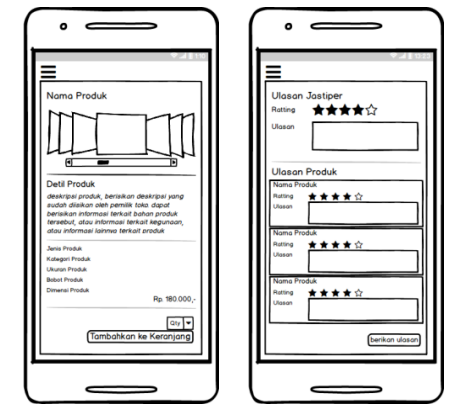 Nama Produk
Detil Produk
deskripsi produk, berisikan deskripsi yang
sudah diisikan oleh pemilik toko. dapat
berisikan informasi terkait bahan produk
tersebut, atau informasi terkait kegunaan,
atau informasi lainnya terkait produk
Jenis Produk
Kategori Produk
Ukuran Produk
Bobot Produk
Dimensi Produk
Rp. 180.000,-
Qty
Tambahkan ke Keranjang
Ulasan Jastiper
Ratting
Ulasan
Ulasan Produk
Nama Produk
Ratting
Ulasan
Nama Produk
Ratting
Ulasan
Nama Produk
Ratting
Ulasan
berikan ulasan